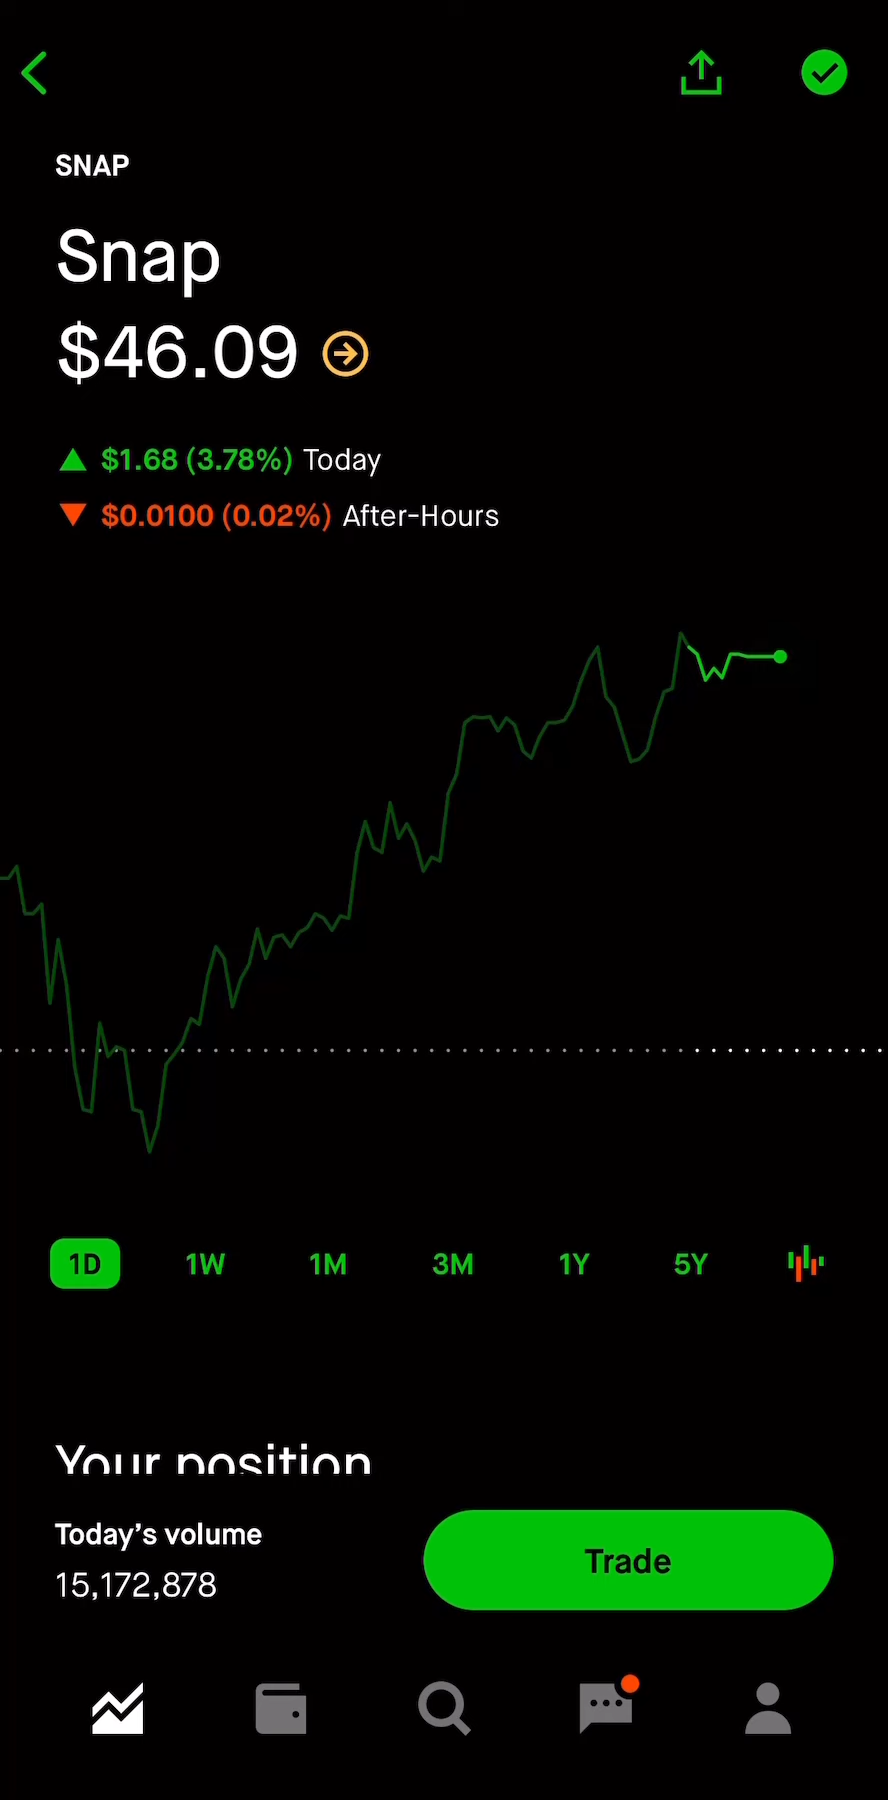 SNAP
Snap
$46.09
$1.68 (3.78%) Today
$0.0100 (0.02%) After-Hours
1D 1W 1M 3M 1Y 5Y
Your position
Today’s volume
15,172,878
Trade